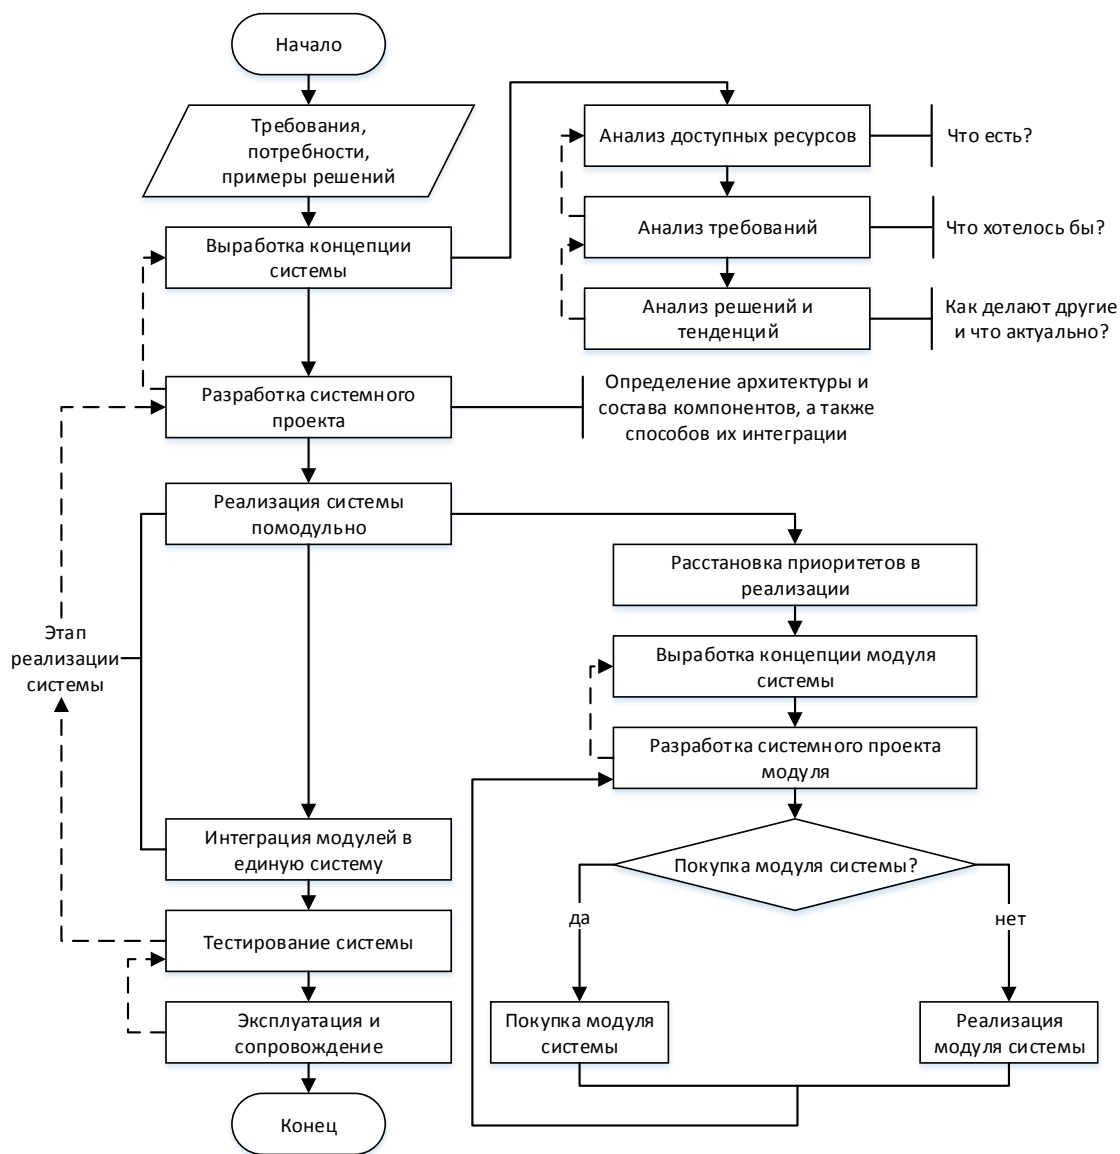 Начало
Требования,
потребности,
примеры решений
Выработка концепции
системы
Анализ доступных ресурсов
Что есть?
Анализ требований
Что хотелось бы?
Анализ решений и
тенденций
Как делают другие
и что актуально?
Разработка системного
проекта
Определение архитектуры и
состава компонентов, а также
способов их интеграции
Реализация системы
помодульно
Этап
реализации
системы
Расстановка приоритетов в
реализации
Выработка концепции модуля
системы
Разработка системного проекта
модуля
Покупка модуля системы?
да
нет
Покупка модуля
системы
Реализация
модуля системы
Интеграция модулей в
единую систему
Тестирование системы
Эксплуатация и
сопровождение
Конец